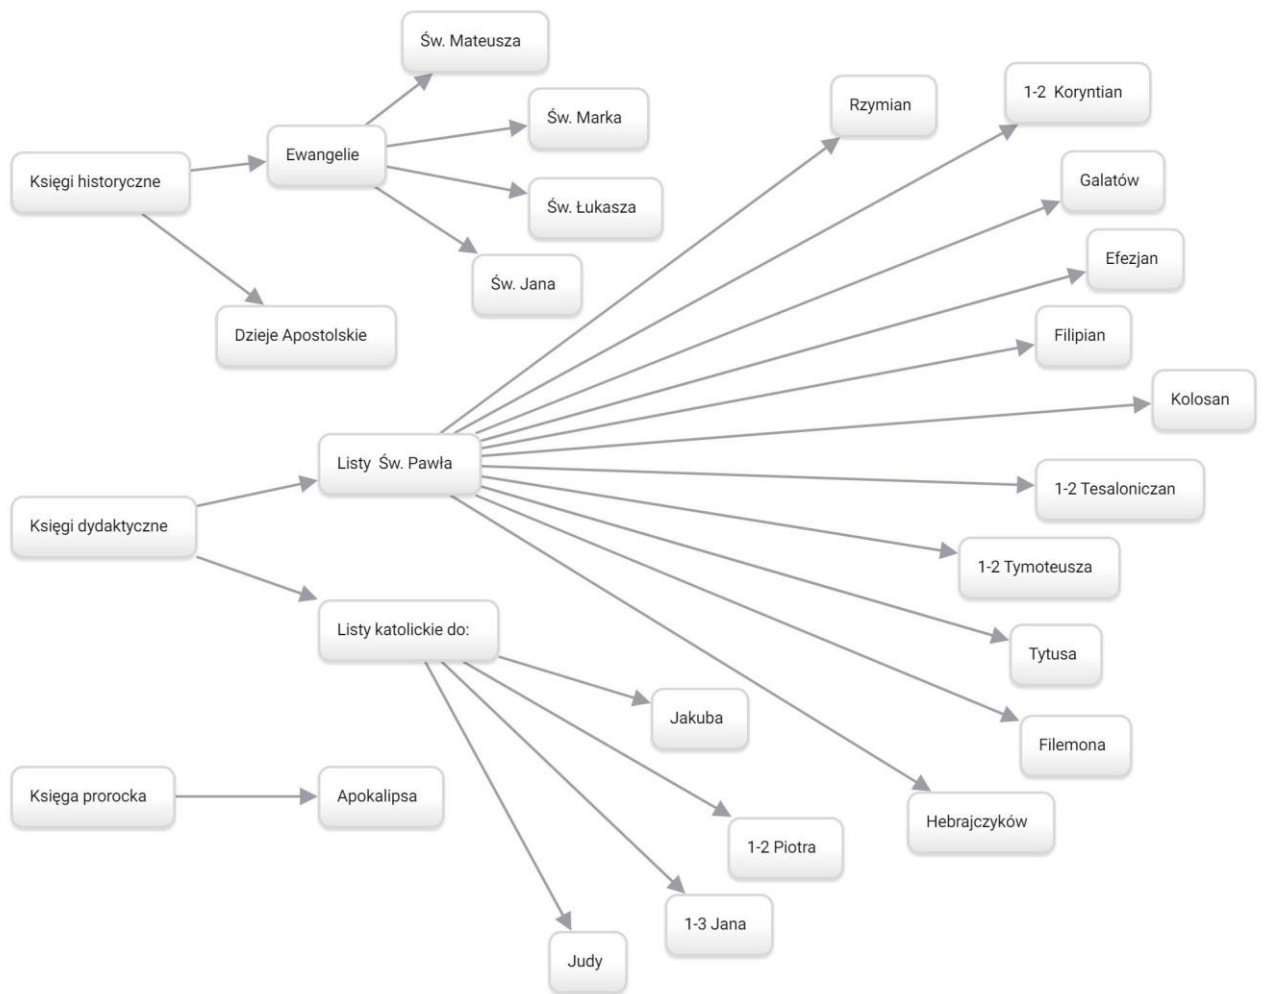 Księgi historyczne
Ewangelie
Św. Mateusza
Św. Marka
Św. Łukasza
Św. Jana
Dzieje Apostolskie
Księgi dydaktyczne
Listy Św. Pawła
Rzymian
1-2 Koryntian
Galatów
Efezjan
Filipian
Kolosan
1-2 Tesaloniczan
1-2 Tymoteusza
Tytusa
Filemona
Hebrajczyków
Listy katolickie do:
Jakuba
1-2 Piotra
1-3 Jana
Judy
Księga prorocka
Apokalipsa